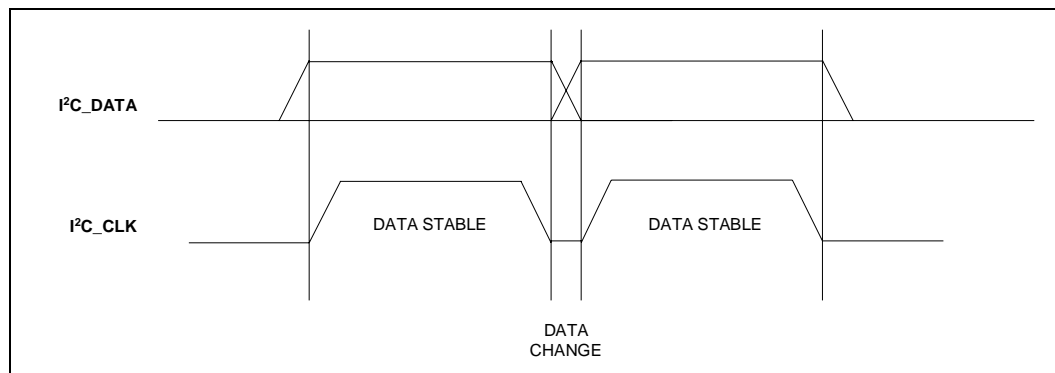 I²C_DATA
I²C_CLK
DATA STABLE
DATA STABLE
DATA
CHANGE